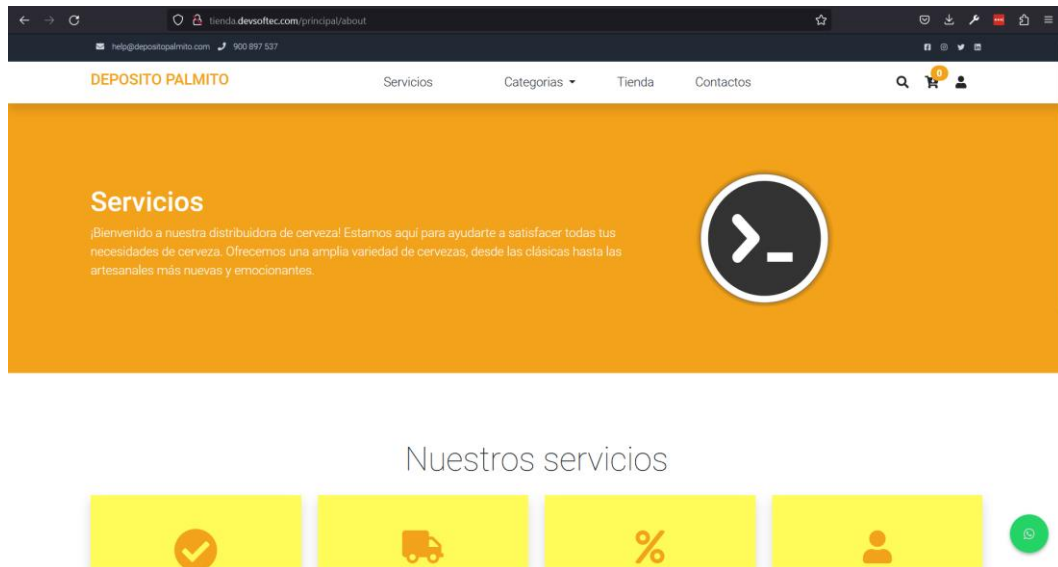 tienda.devsoftec.com/principal/about
help@depositopalmito.com 900 897 537
DEPOSITO PALMITO Servicios Categorias Tienda Contactos 0
Servicios
¡Bienvenido a nuestra distribuidora de cerveza! Estamos aquí para ayudarte a satisfacer todas tus
necesidades de cerveza. Ofrecemos una amplia variedad de cervezas, desde las clásicas hasta las
artesanales más nuevas y emocionantes.
Nuestros servicios